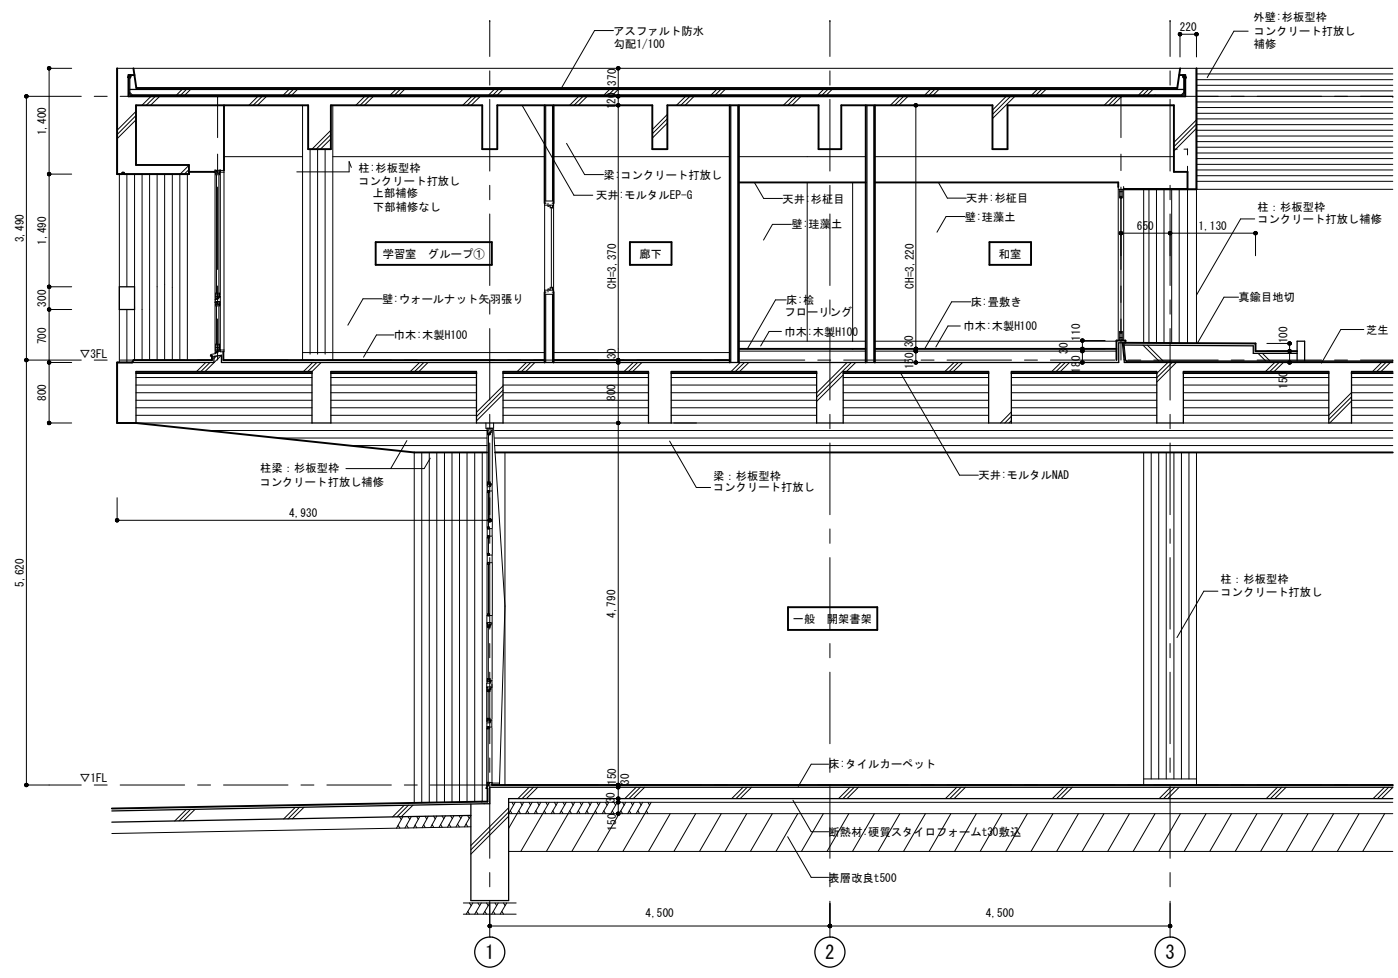 アスファルト防水
勾配1/100
外壁:杉板型枠
コンクリート打放し
補修
220
370
120
1,400
3,490
1,490
300
700
800
▽3FL
柱:杉板型枠
コンクリート打放し
上部補修
下部補修なし
梁:コンクリート打放し
天井:モルタルEP-G
天井:杉柾目
壁:珪藻土
天井:杉柾目
壁:珪藻土
柱：杉板型枠
コンクリート打放し補修
650
1,130
学習室　グループ①
廊下
和室
CH=3,370
CH=3,220
壁:ウォールナット矢羽張り
巾木:木製H100
床:桧
フローリング
巾木:木製H100
床:畳敷き
巾木:木製H100
真鍮目地切
芝生
30
150
30
110
30
180
100
150
800
柱梁：杉板型枠
コンクリート打放し補修
梁：杉板型枠
コンクリート打放し
天井:モルタルNAD
4,930
5,620
4,790
一般　開架書架
柱：杉板型枠
コンクリート打放し
▽1FL
床:タイルカーペット
150
30
30
150
断熱材:硬質スタイロフォームt30敷込
表層改良t500
4,500
4,500
1
2
3